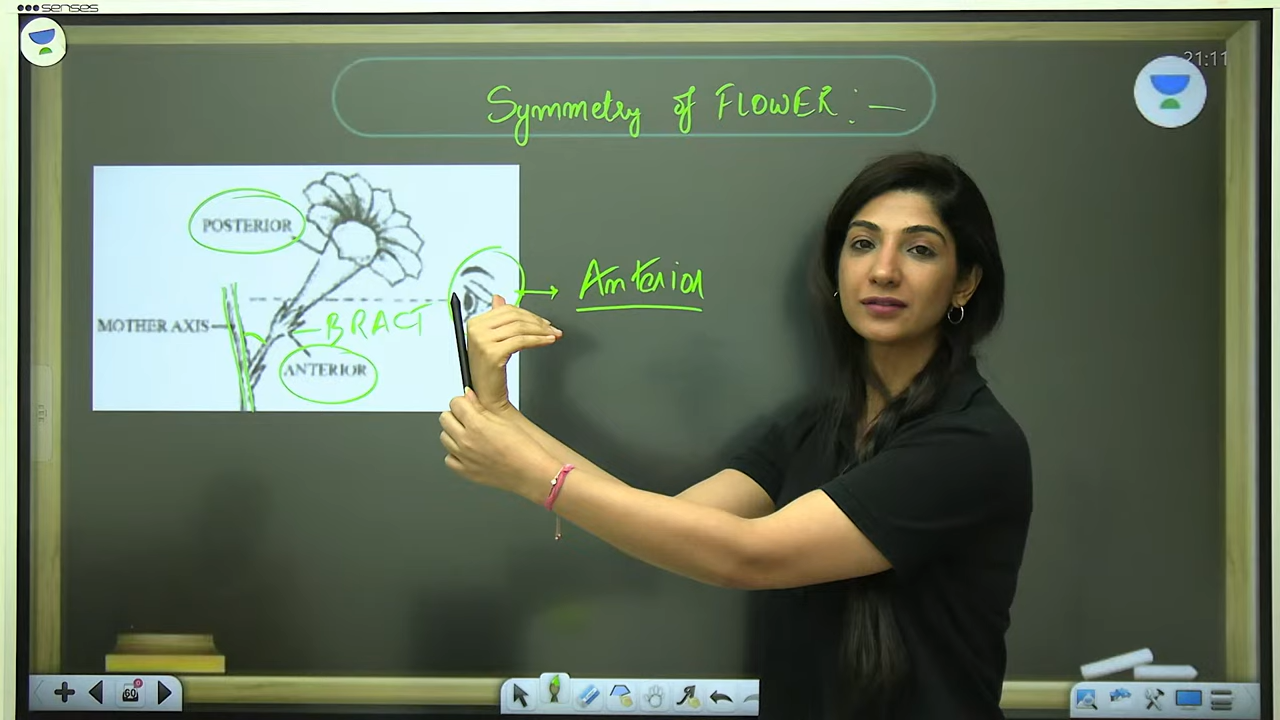 senses
21:11
Symmetry of FLOWER : —
POSTERIOR
Anterior
MOTHER AXIS
BRACT
ANTERIOR
60